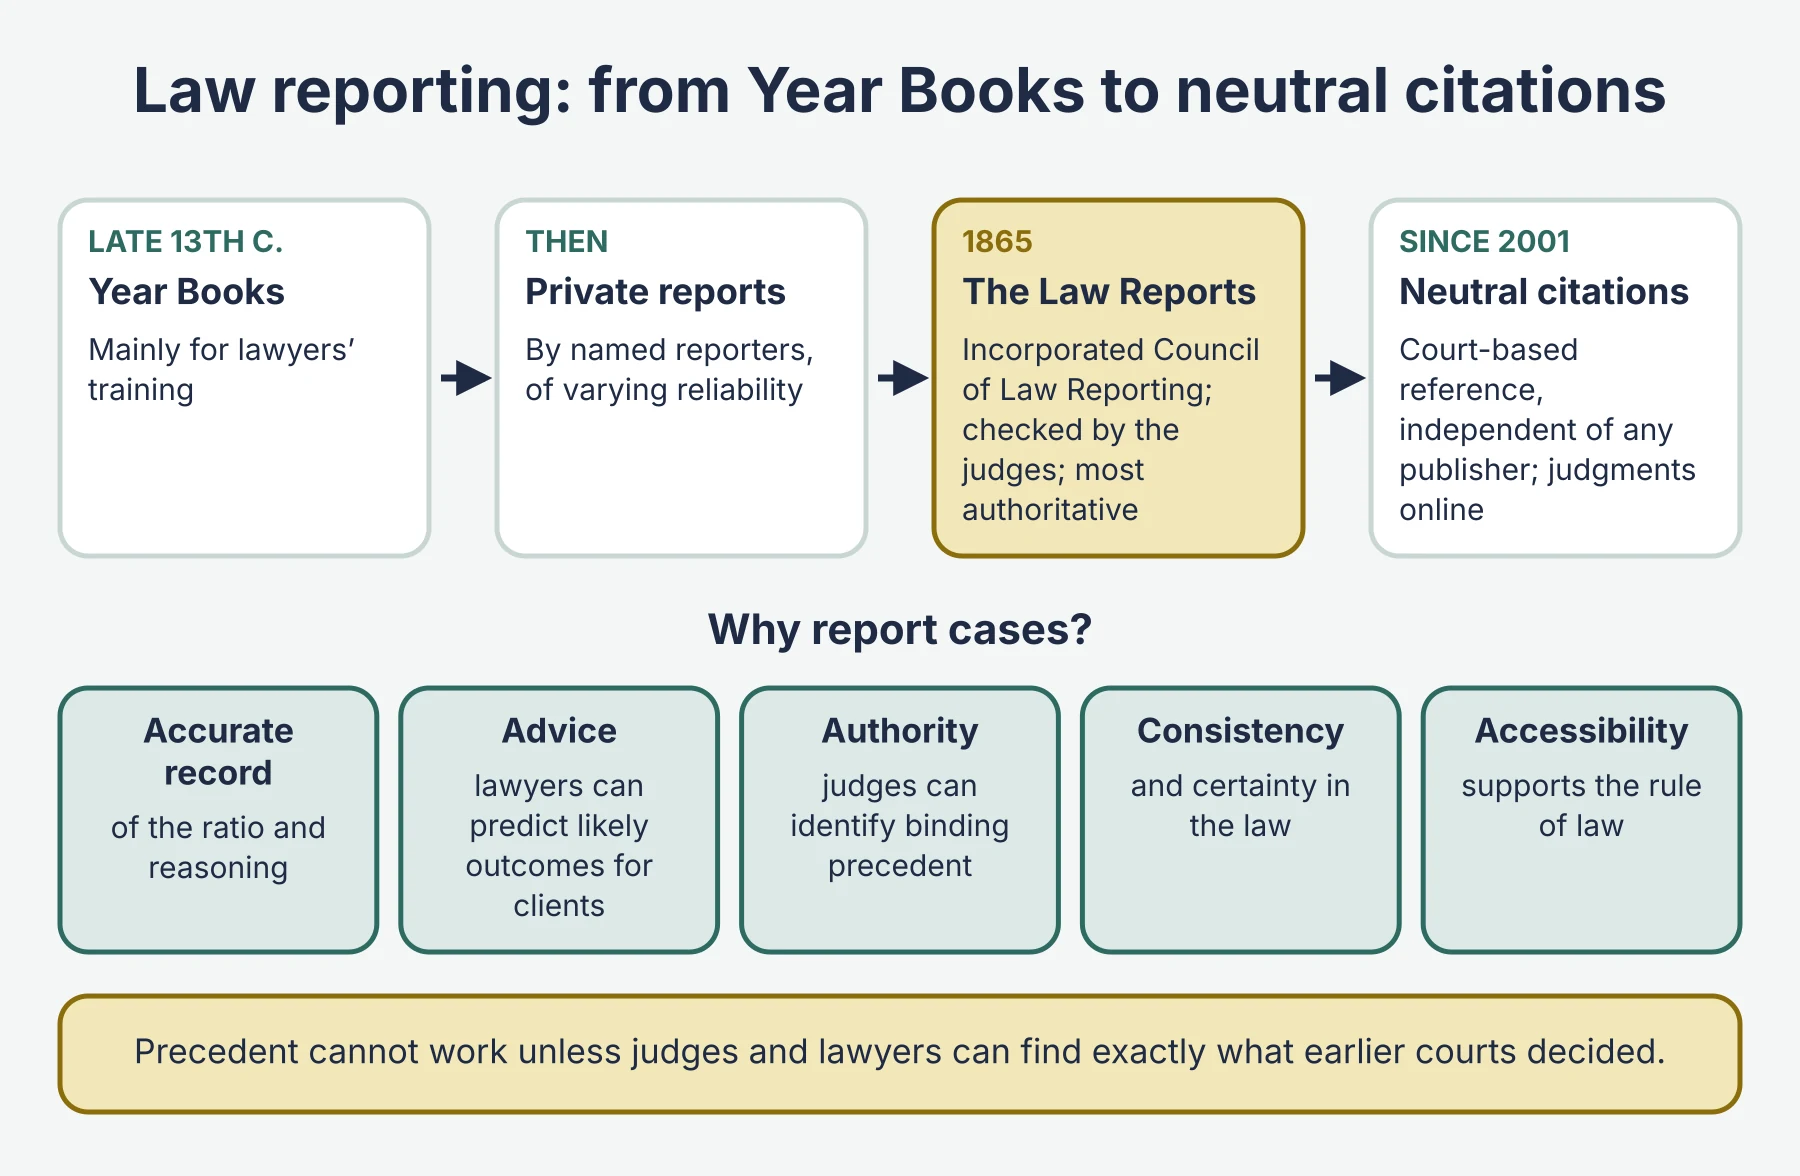 Law reporting: from Year Books to neutral citations
LATE 13TH C.
Year Books
Mainly for lawyers’
training
THEN
Private reports
By named reporters,
of varying reliability
1865
The Law Reports
Incorporated Council
of Law Reporting;
checked by the
judges; most
authoritative
SINCE 2001
Neutral citations
Court-based
reference,
independent of any
publisher; judgments
online
Why report cases?
Accurate
record
of the ratio and
reasoning
Advice
lawyers can
predict likely
outcomes for
clients
Authority
judges can
identify binding
precedent
Consistency
and certainty in
the law
Accessibility
supports the rule
of law
Precedent cannot work unless judges and lawyers can find exactly what earlier courts decided.